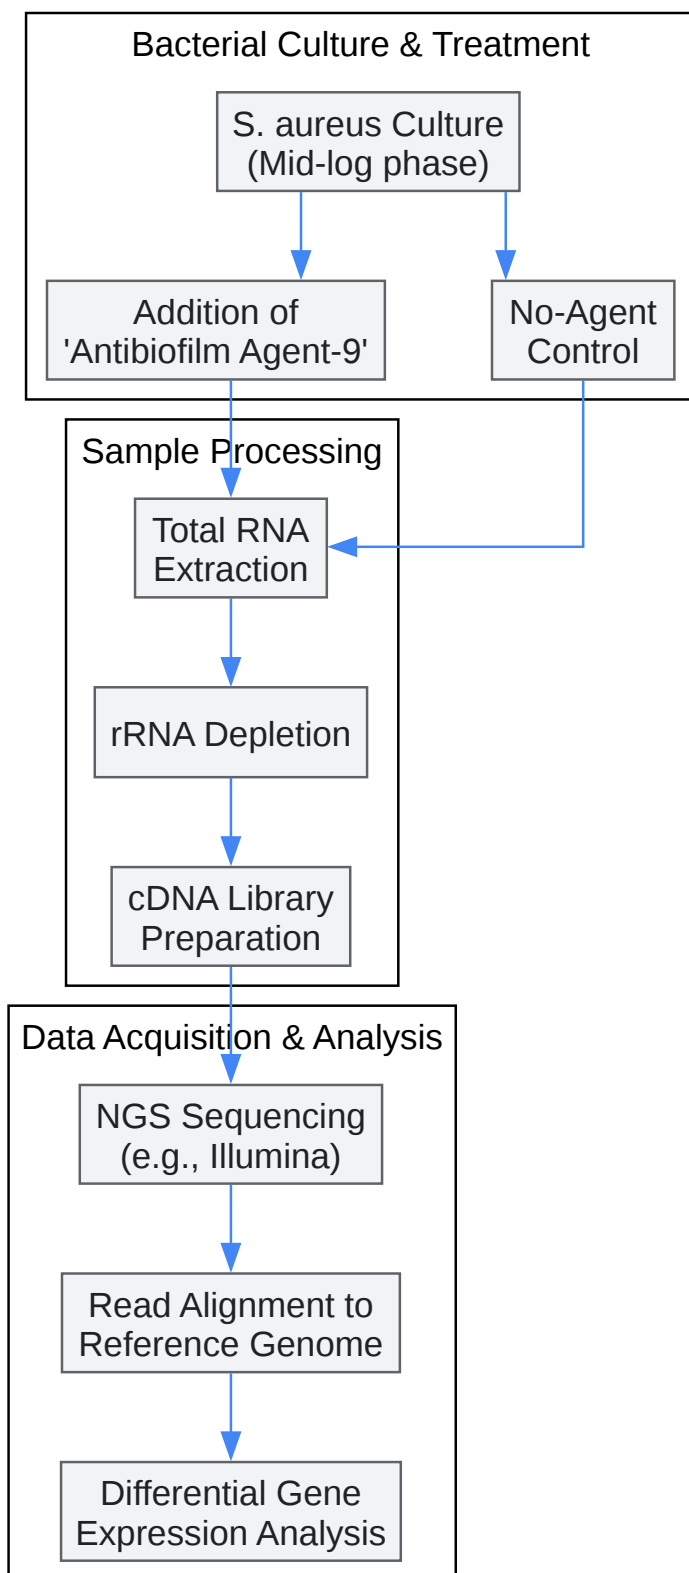 Bacterial Culture & Treatment
S. aureus Culture
(Mid-log phase)
Addition of
'Antibiofilm Agent-9'
No-Agent
Control
Sample Processing
Total RNA
Extraction
rRNA Depletion
cDNA Library
Preparation
Data Acquisition & Analysis
NGS Sequencing
(e.g., Illumina)
Read Alignment to
Reference Genome
Differential Gene
Expression Analysis